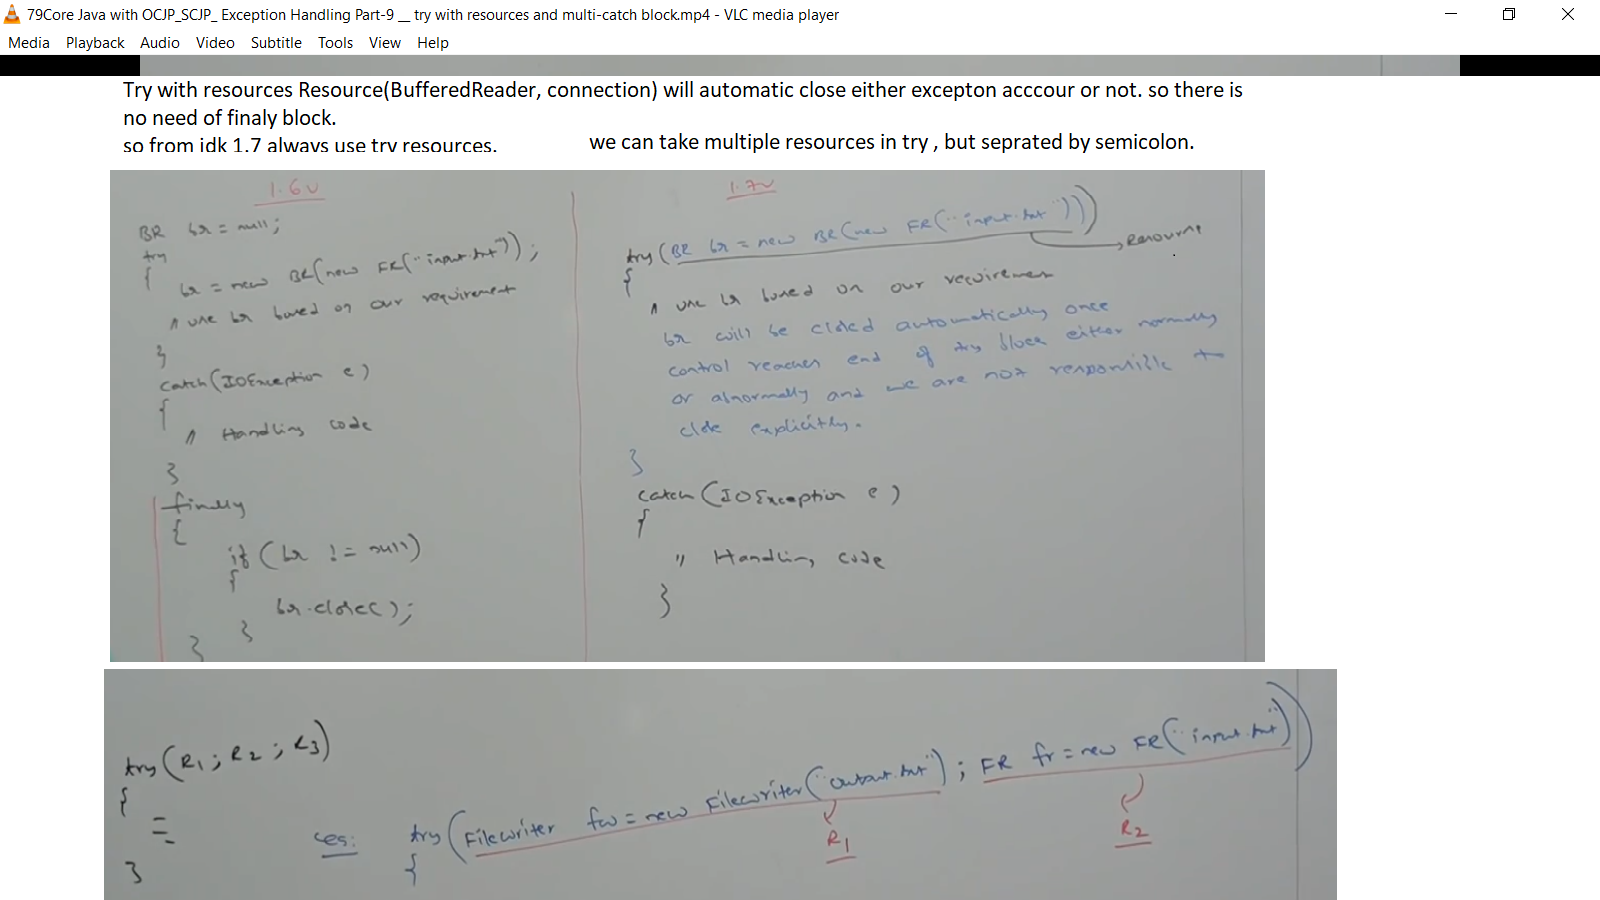 79Core Java with OCJP_SCJP_ Exception Handling Part-9 __ try with resources and multi-catch block.mp4 - VLC media player
Media Playback Audio Video Subtitle Tools View Help
Try with resources Resource(BufferedReader, connection) will automatic close either excepton acccour or not. so there is
no need of finaly block.
so from jdk 1.7 always use try resources.
we can take multiple resources in try , but seprated by semicolon.
1.6v
BR br = null;
try
{
br = new BR(new FR("input.txt"));
// use br based on our requirement
}
catch(IOException e)
{
// Handling code
}
finally
{
if (br != null)
{
br.close();
}
}
1.7v
try(BR br = new BR(new FR("input.txt")))
Resource
{
// use br based on our requirement
br will be closed automatically once
control reaches end of try block either normally
or abnormally and we are not responsible to
close explicitly.
}
catch(IOException e)
{
// Handling code
}
try(R1; R2; R3)
{
}
try(FileWriter fw = new FileWriter("output.txt"); FR fr = new FR("input.txt"))
{
R1
R2